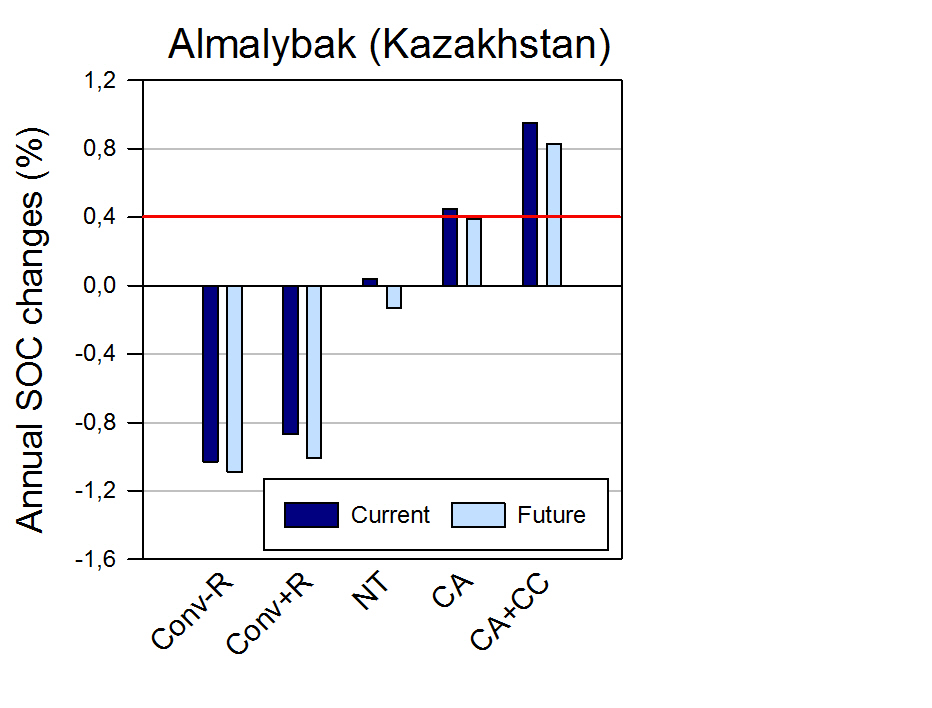 Almalybak (Kazakhstan)
Annual SOC changes (%)
1,2
0,8
0,4
0,0
-0,4
-0,8
-1,2
-1,6
Current
Future
Conv-R
Conv+R
NT
CA
CA+CC